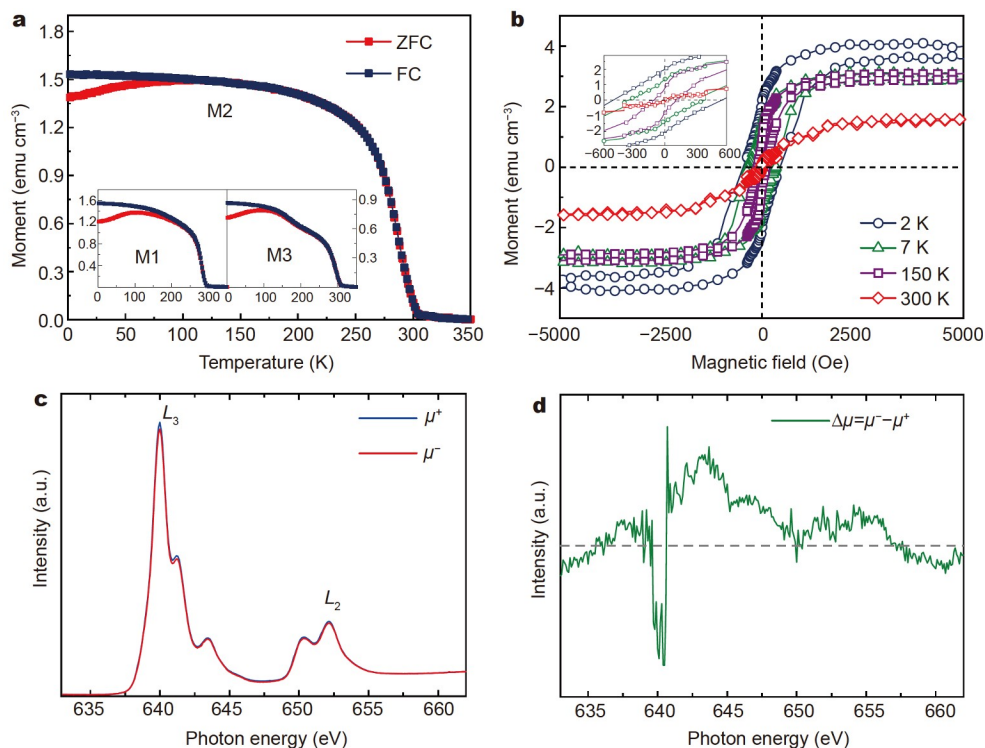 a
1.8
1.5
1.2
0.9
0.6
0.3
0.0
Moment (emu cm⁻³)
ZFC
FC
M2
1.6
1.2
0.8
0.4
M1
M3
0.9
0.6
0.3
0 100 200 300 0 100 200 300
0 50 100 150 200 250 300 350
Temperature (K)
b
4
2
0
−2
−4
Moment (emu cm⁻³)
2
1
0
−1
−2
−600 −300 0 300 600
2 K
7 K
150 K
300 K
−5000 −2500 0 2500 5000
Magnetic field (Oe)
c
L₃
μ⁺
μ⁻
L₂
Intensity (a.u.)
635 640 645 650 655 660
Photon energy (eV)
d
Δμ=μ⁻−μ⁺
Intensity (a.u.)
635 640 645 650 655 660
Photon energy (eV)